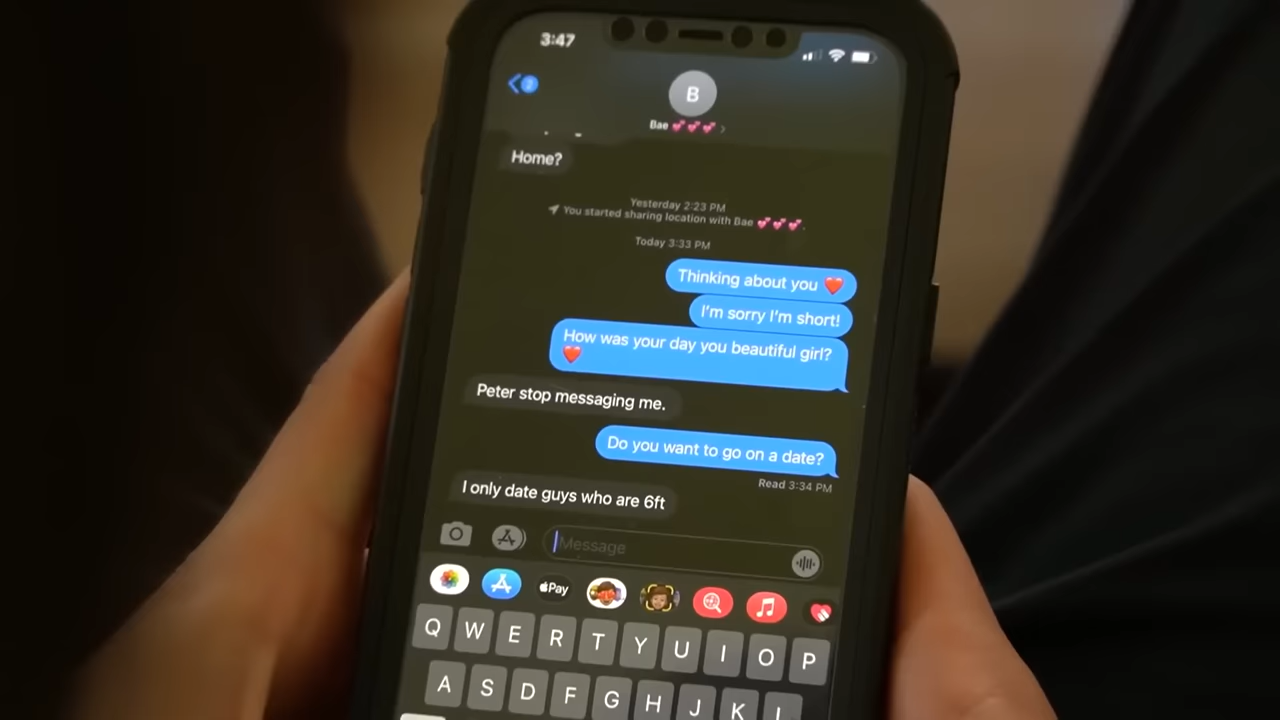 3:47
2
B
Bae 💕💕💕 >
Home?
Yesterday 2:23 PM
You started sharing location with Bae 💕💕💕.
Today 3:33 PM
Thinking about you ❤️
I'm sorry I'm short!
How was your day you beautiful girl?
❤️
Peter stop messaging me.
Do you want to go on a date?
Read 3:34 PM
I only date guys who are 6ft
Message
Pay
Q W E R T Y U I O P
A S D F G H J K L